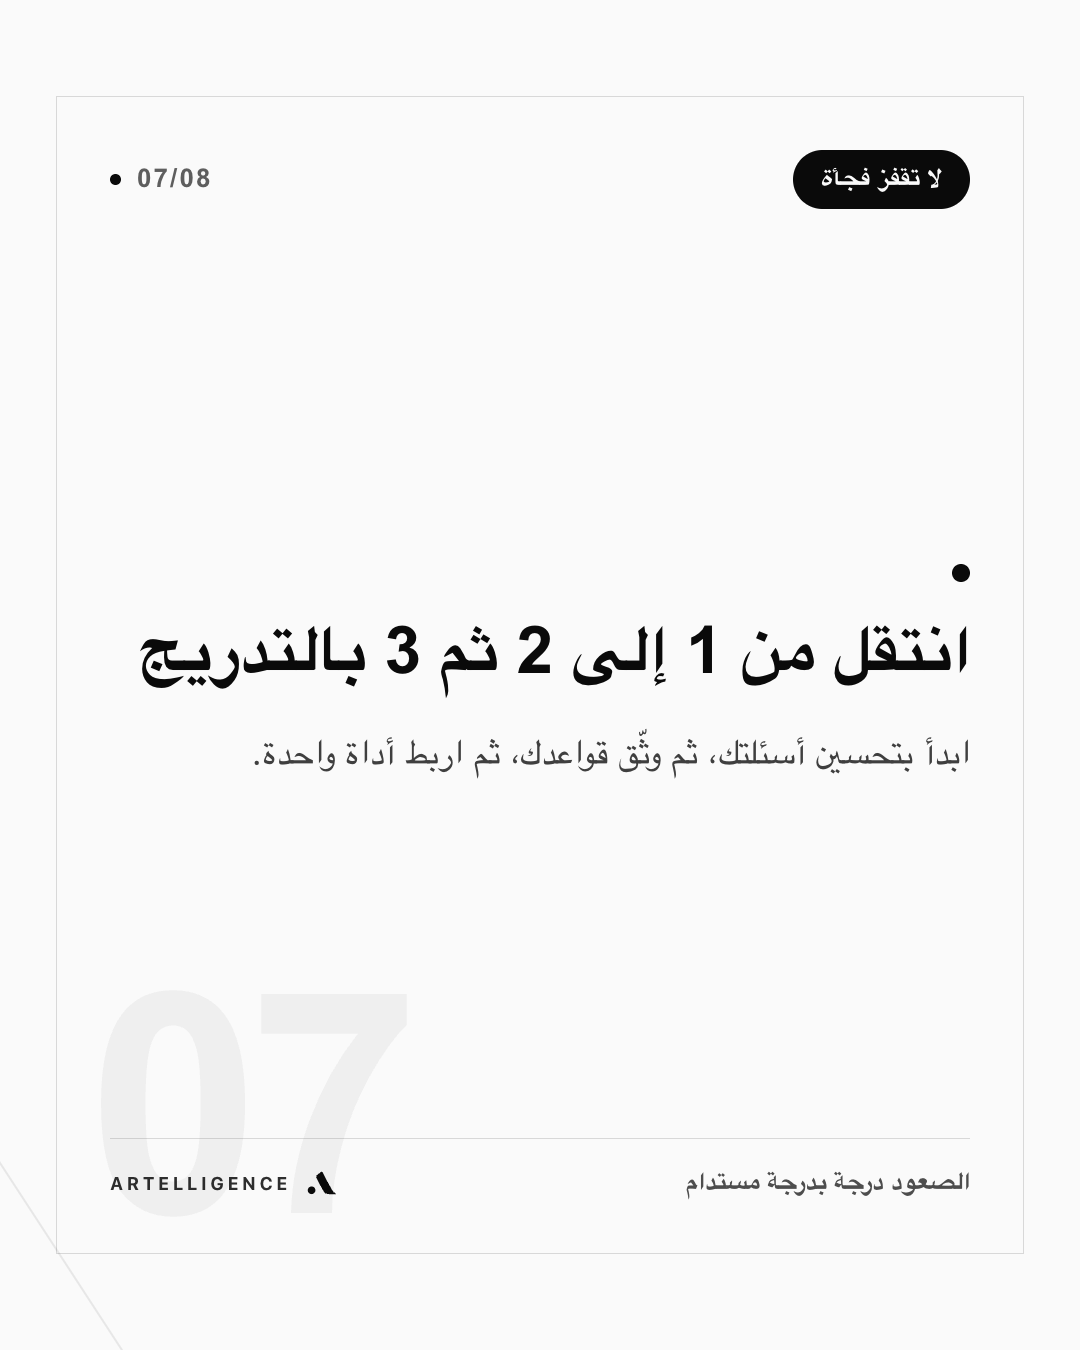 لا تقفز فجأة
07/08
انتقل من 1 إلى 2 ثم 3 بالتدريج
ابدأ بتحسين أسئلتك، ثم وثّق قواعدك، ثم اربط أداة واحدة.
07
الصعود درجة بدرجة مستدام
ARTELLIGENCE